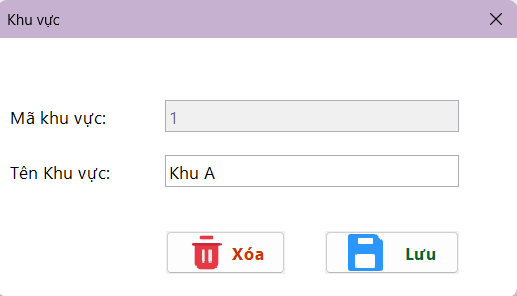 Khu vực
Mã khu vực: 1
Tên Khu vực: Khu A
Xóa Lưu